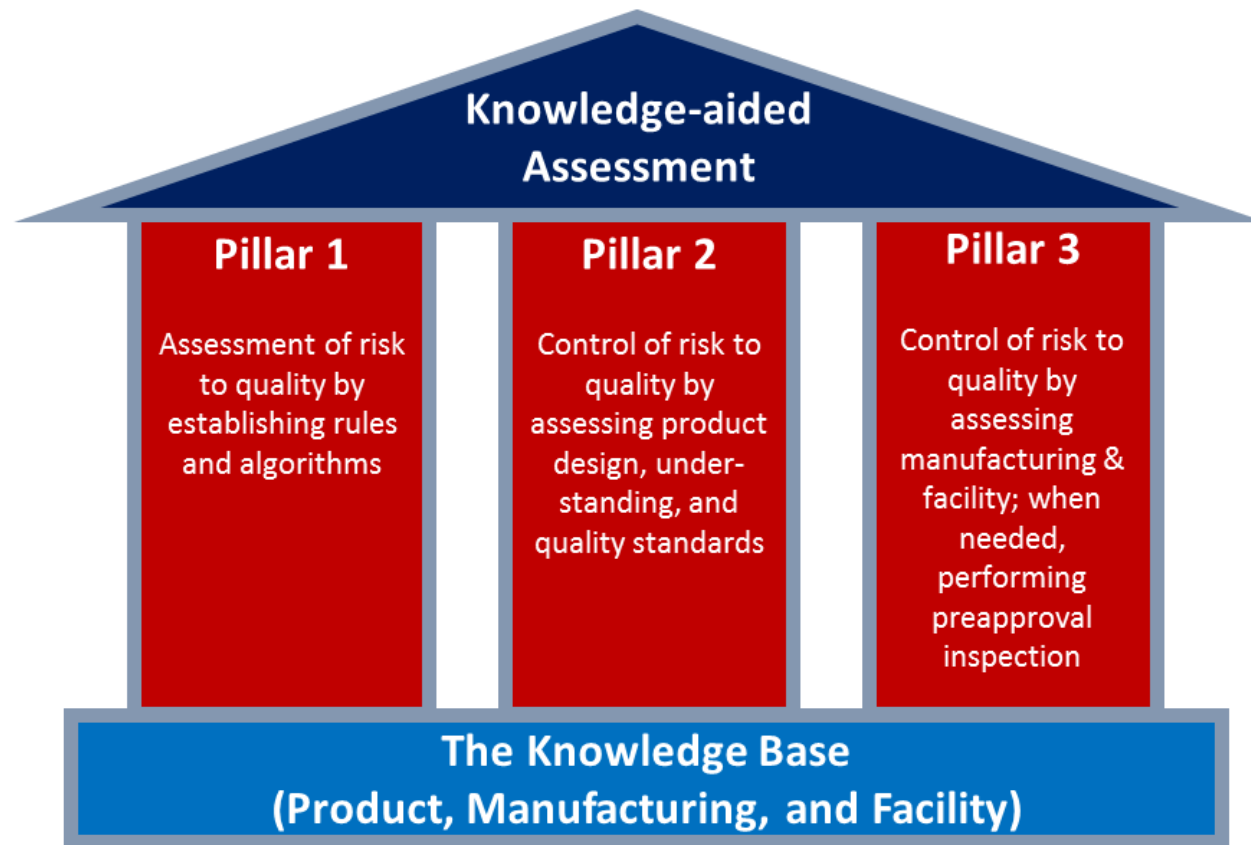 Knowledge-aided
Assessment
Pillar 1
Assessment of risk
to quality by
establishing rules
and algorithms
Pillar 2
Control of risk to
quality by
assessing product
design, under-
standing, and
quality standards
Pillar 3
Control of risk to
quality by
assessing
manufacturing &
facility; when
needed,
performing
preapproval
inspection
The Knowledge Base
(Product, Manufacturing, and Facility)